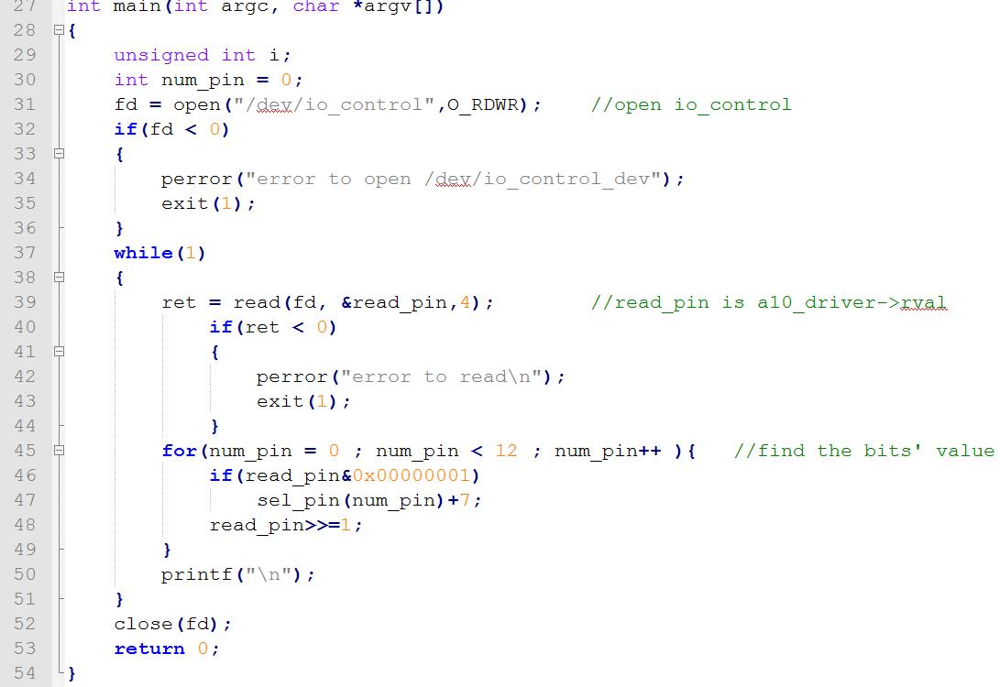 27 int main(int argc, char *argv[])
28 {
29 unsigned int i;
30 int num_pin = 0;
31 fd = open("/dev/io_control",O_RDWR); //open io_control
32 if(fd < 0)
33 {
34 perror("error to open /dev/io_control_dev");
35 exit(1);
36 }
37 while(1)
38 {
39 ret = read(fd, &read_pin,4); //read_pin is a10_driver->rval
40 if(ret < 0)
41 {
42 perror("error to read\n");
43 exit(1);
44 }
45 for(num_pin = 0 ; num_pin < 12 ; num_pin++ ){ //find the bits' value
46 if(read_pin&0x00000001)
47 sel_pin(num_pin)+7;
48 read_pin>>=1;
49 }
50 printf("\n");
51 }
52 close(fd);
53 return 0;
54 }